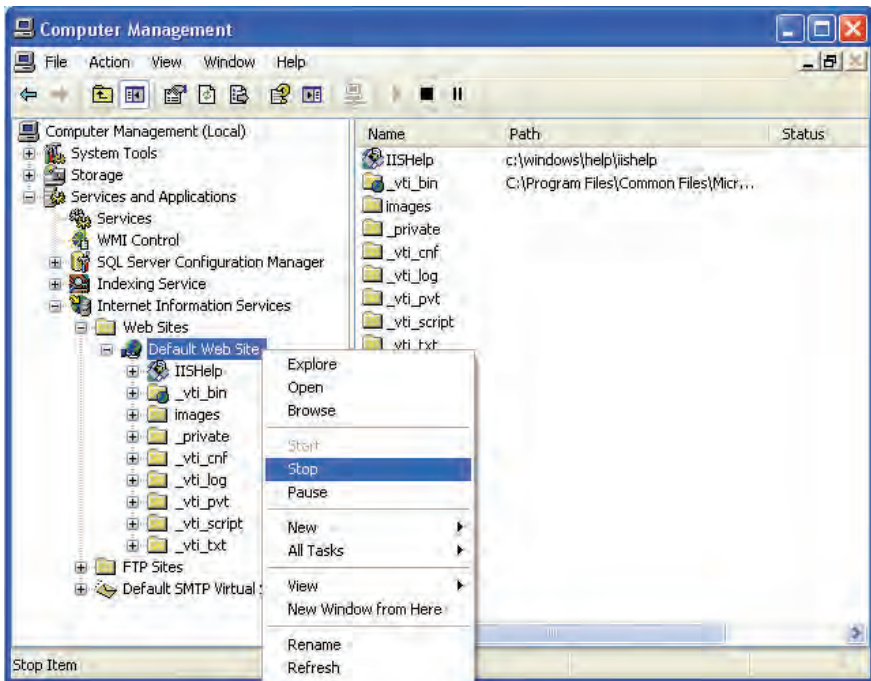 Computer Management
File Action View Window Help
Computer Management (Local)
System Tools
Storage
Services and Applications
Services
WMI Control
SQL Server Configuration Manager
Indexing Service
Internet Information Services
Web Sites
Default Web Site
IISHelp
_vti_bin
images
_private
_vti_cnf
_vti_log
_vti_pvt
_vti_script
_vti_txt
FTP Sites
Default SMTP Virtual
Name Path Status
IISHelp c:\windows\help\iishelp
_vti_bin C:\Program Files\Common Files\Micr...
images
_private
_vti_cnf
_vti_log
_vti_pvt
_vti_script
_vti_txt
Explore
Open
Browse
Start
Stop
Pause
New
All Tasks
View
New Window from Here
Rename
Refresh
Stop Item